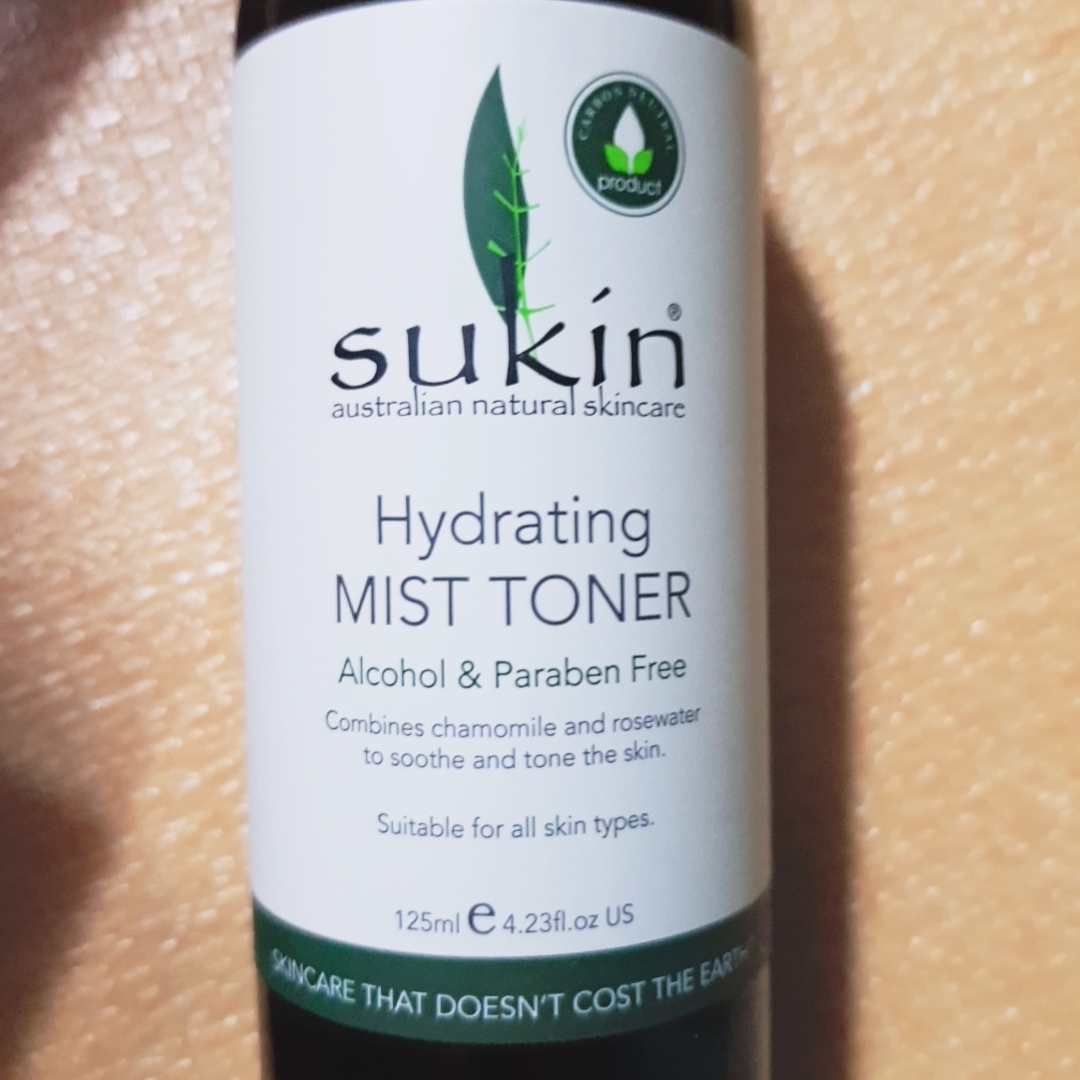 CARBON NEUTRAL
product
sukin®
australian natural skincare
Hydrating
MIST TONER
Alcohol & Paraben Free
Combines chamomile and rosewater
to soothe and tone the skin.
Suitable for all skin types.
125ml e 4.23fl.oz US
SKINCARE THAT DOESN'T COST THE EARTH